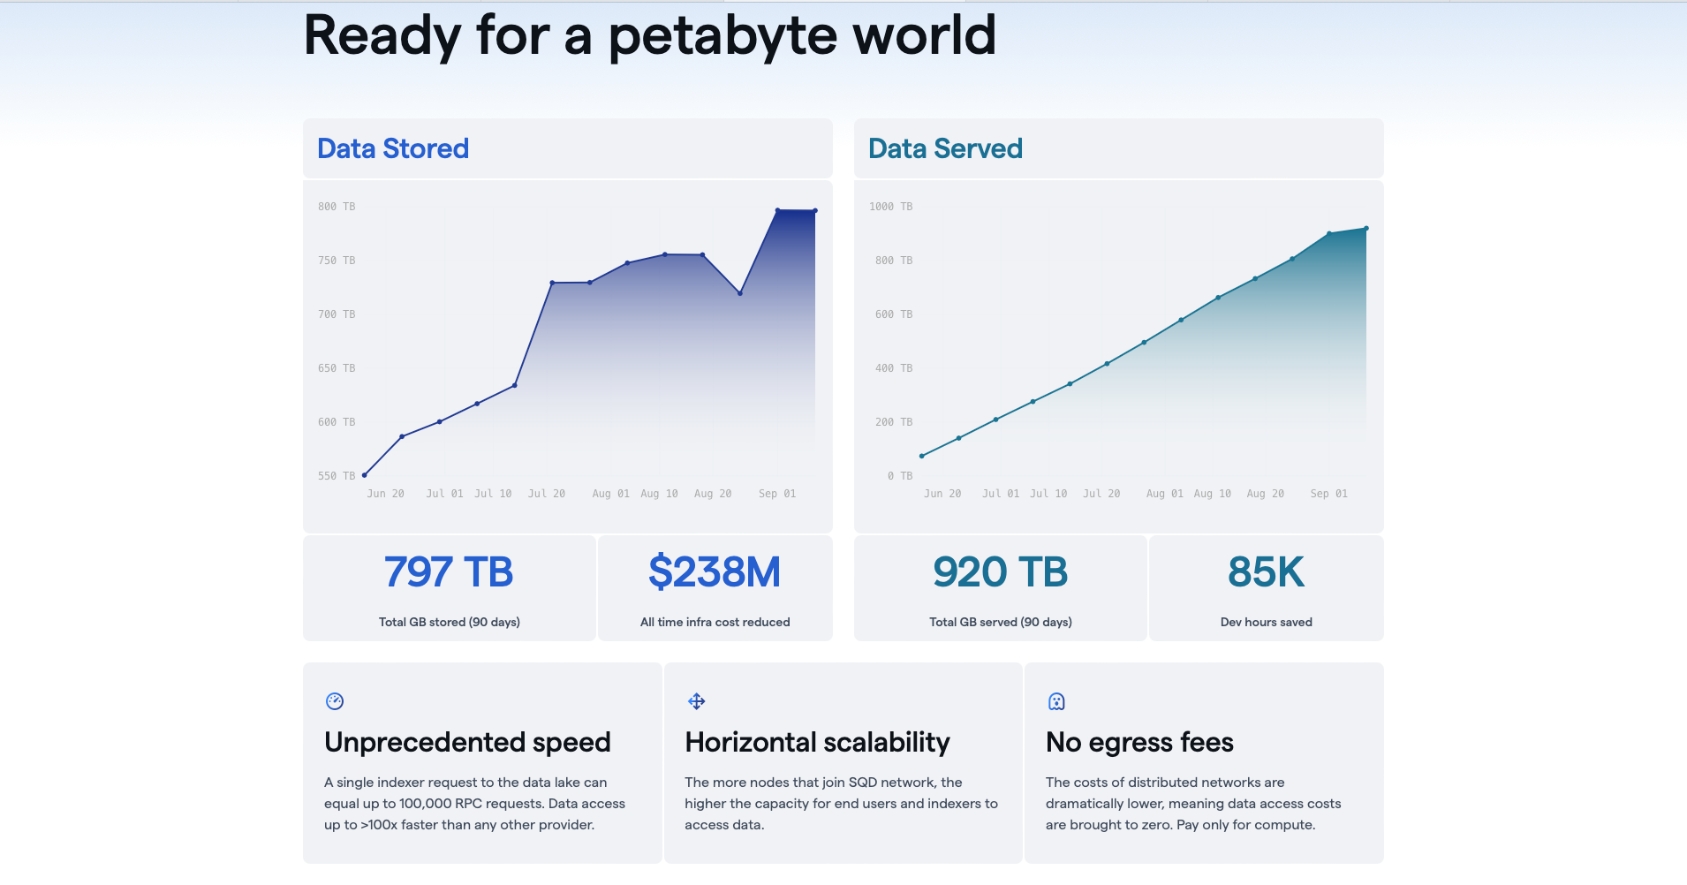 Ready for a petabyte world
Data Stored
800 TB
750 TB
700 TB
650 TB
600 TB
550 TB
Jun 20 Jul 01 Jul 10 Jul 20 Aug 01 Aug 10 Aug 20 Sep 01
797 TB
Total GB stored (90 days)
$238M
All time infra cost reduced
Data Served
1000 TB
800 TB
600 TB
400 TB
200 TB
0 TB
Jun 20 Jul 01 Jul 10 Jul 20 Aug 01 Aug 10 Aug 20 Sep 01
920 TB
Total GB served (90 days)
85K
Dev hours saved
Unprecedented speed
A single indexer request to the data lake can
equal up to 100,000 RPC requests. Data access
up to >100x faster than any other provider.
Horizontal scalability
The more nodes that join SQD network, the
higher the capacity for end users and indexers to
access data.
No egress fees
The costs of distributed networks are
dramatically lower, meaning data access costs
are brought to zero. Pay only for compute.